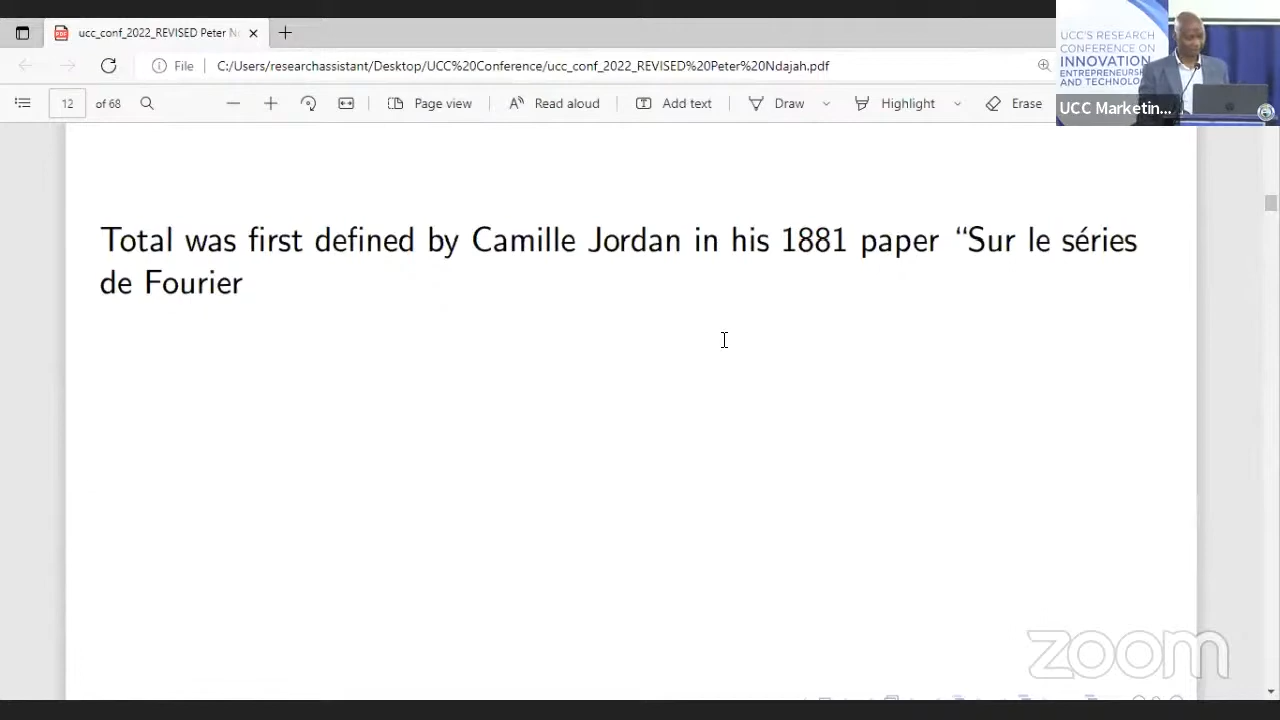 ucc_conf_2022_REVISED Peter N
File
C:/Users/researchassistant/Desktop/UCC%20Conference/ucc_conf_2022_REVISED%20Peter%20Ndajah.pdf
12 of 68
Page view
Read aloud
Add text
Draw
Highlight
Erase
UCC'S RESEARCH
CONFERENCE ON
INNOVATION
AND TECHNOLOGY
UCC Marketin...
Total was first defined by Camille Jordan in his 1881 paper “Sur le séries
de Fourier
zoom